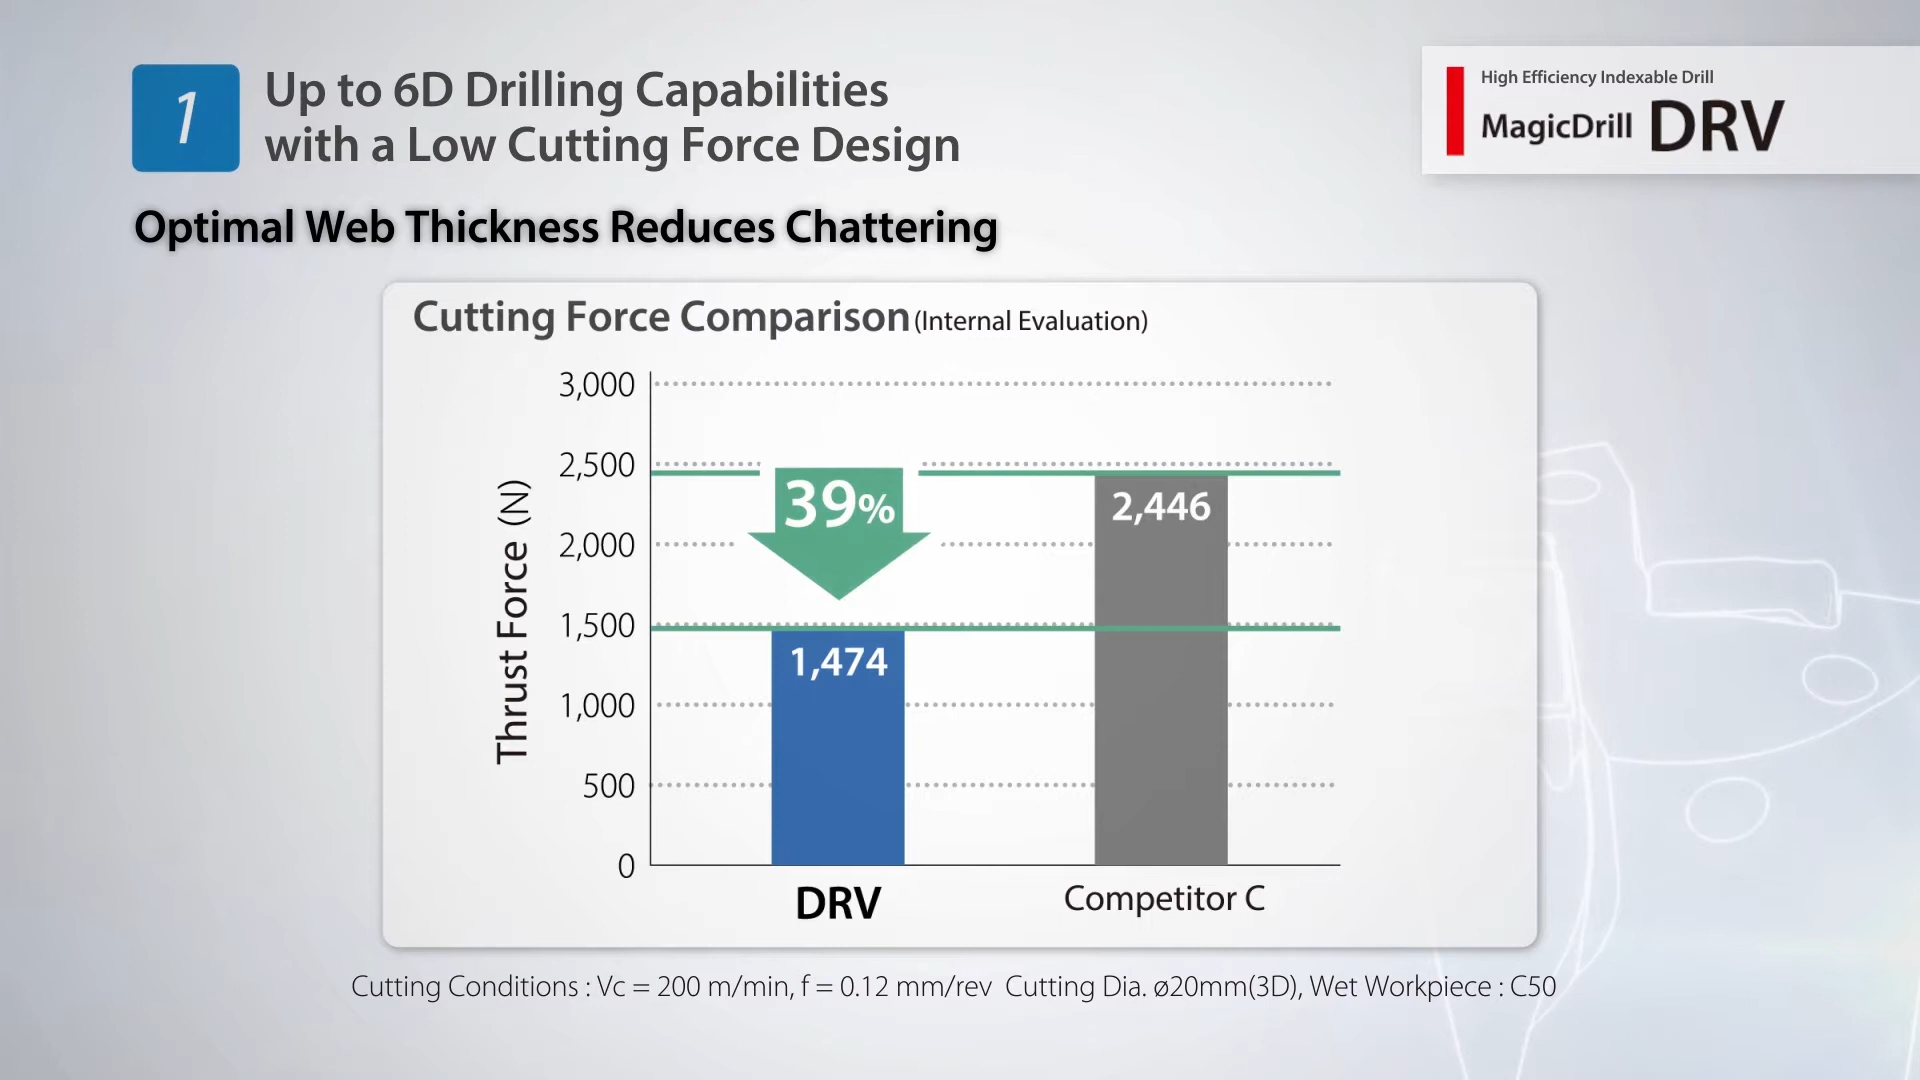 1
Up to 6D Drilling Capabilities
with a Low Cutting Force Design
High Efficiency Indexable Drill
MagicDrill DRV
Optimal Web Thickness Reduces Chattering
Cutting Force Comparison (Internal Evaluation)
Thrust Force (N)
3,000
2,500
2,000
1,500
1,000
500
0
39%
1,474
2,446
DRV
Competitor C
Cutting Conditions : Vc = 200 m/min, f = 0.12 mm/rev Cutting Dia. ø20mm(3D), Wet Workpiece : C50